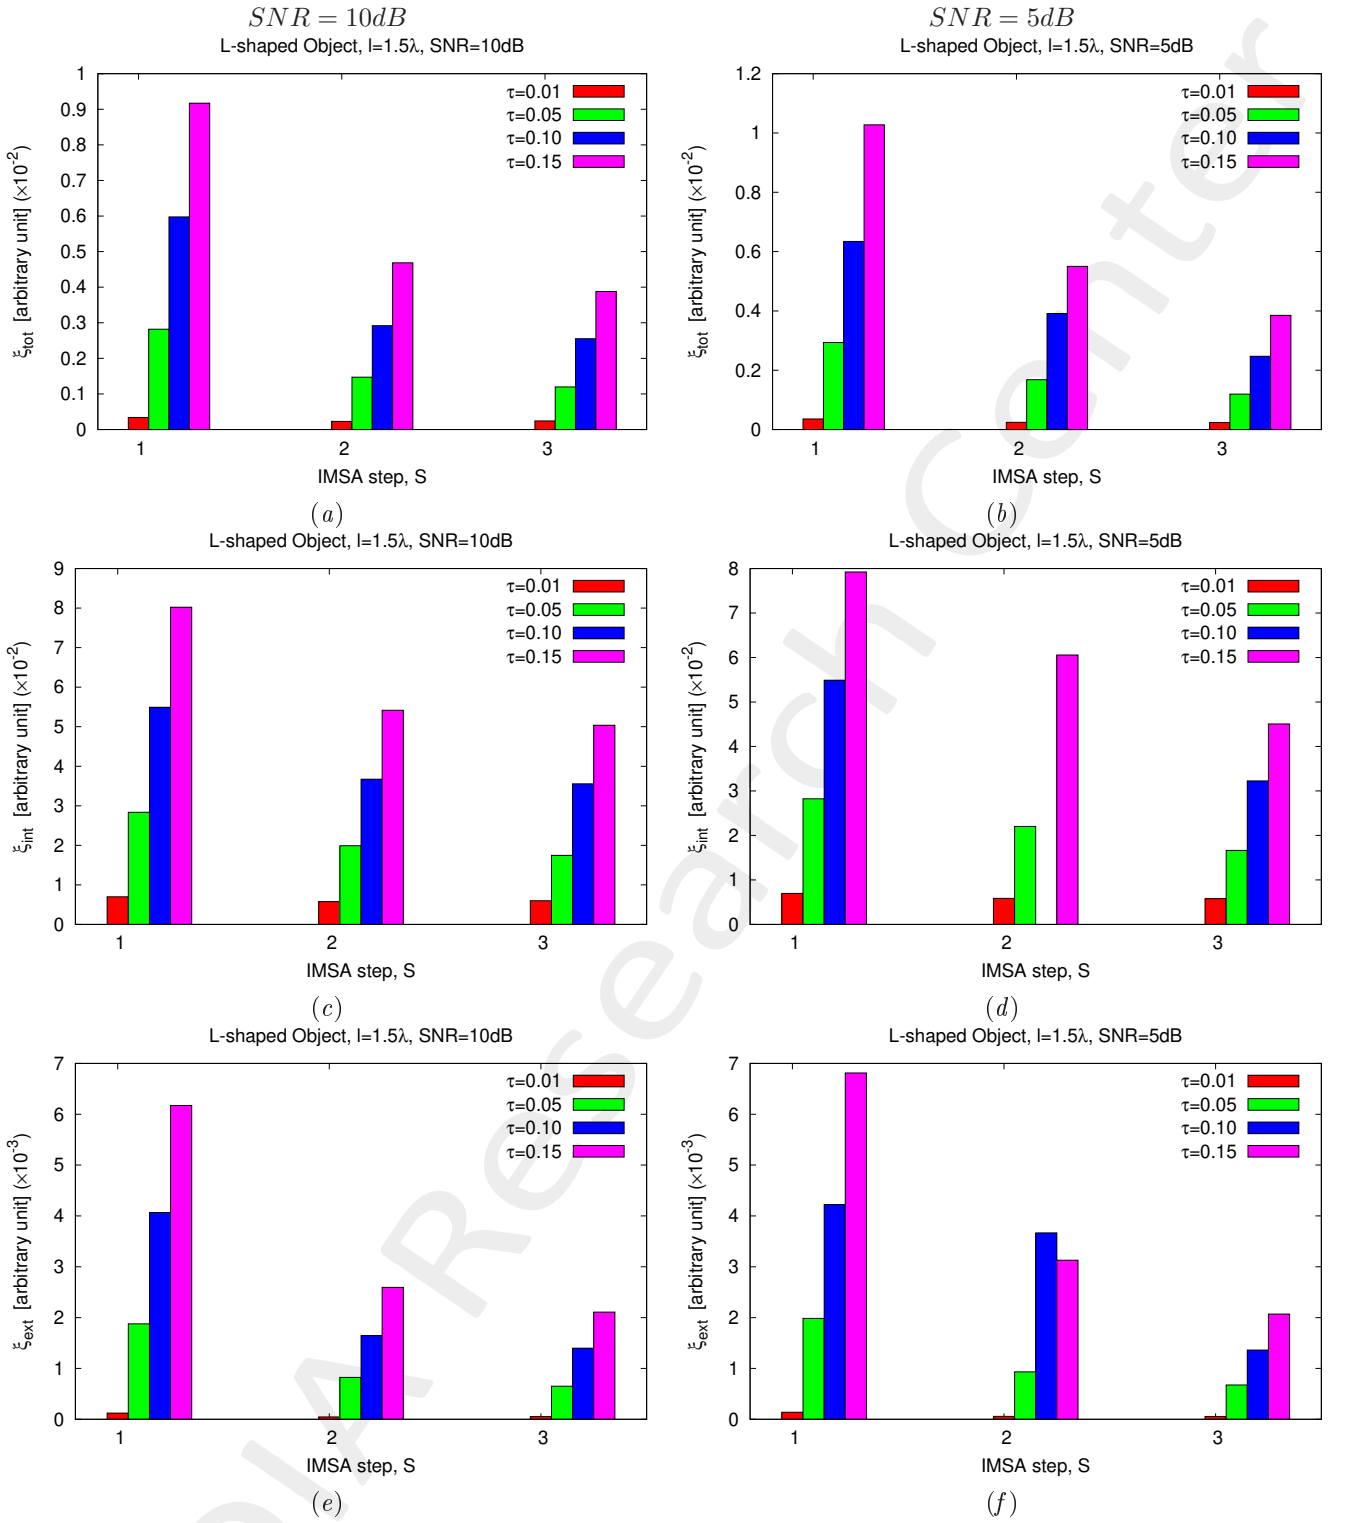 SNR = 10dB
SNR = 5dB
L-shaped Object, l=1.5λ, SNR=10dB
ξtot [arbitrary unit] (×10-2)
1
0.9
0.8
0.7
0.6
0.5
0.4
0.3
0.2
0.1
0
τ=0.01
τ=0.05
τ=0.10
τ=0.15
1 2 3
IMSA step, S
(a)
L-shaped Object, l=1.5λ, SNR=5dB
ξtot [arbitrary unit] (×10-2)
1.2
1
0.8
0.6
0.4
0.2
0
τ=0.01
τ=0.05
τ=0.10
τ=0.15
1 2 3
IMSA step, S
(b)
L-shaped Object, l=1.5λ, SNR=10dB
ξint [arbitrary unit] (×10-2)
9
8
7
6
5
4
3
2
1
0
τ=0.01
τ=0.05
τ=0.10
τ=0.15
1 2 3
IMSA step, S
(c)
L-shaped Object, l=1.5λ, SNR=5dB
ξint [arbitrary unit] (×10-2)
8
7
6
5
4
3
2
1
0
τ=0.01
τ=0.05
τ=0.10
τ=0.15
1 2 3
IMSA step, S
(d)
L-shaped Object, l=1.5λ, SNR=10dB
ξext [arbitrary unit] (×10-3)
7
6
5
4
3
2
1
0
τ=0.01
τ=0.05
τ=0.10
τ=0.15
1 2 3
IMSA step, S
(e)
L-shaped Object, l=1.5λ, SNR=5dB
ξext [arbitrary unit] (×10-3)
7
6
5
4
3
2
1
0
τ=0.01
τ=0.05
τ=0.10
τ=0.15
1 2 3
IMSA step, S
(f)
Research Center